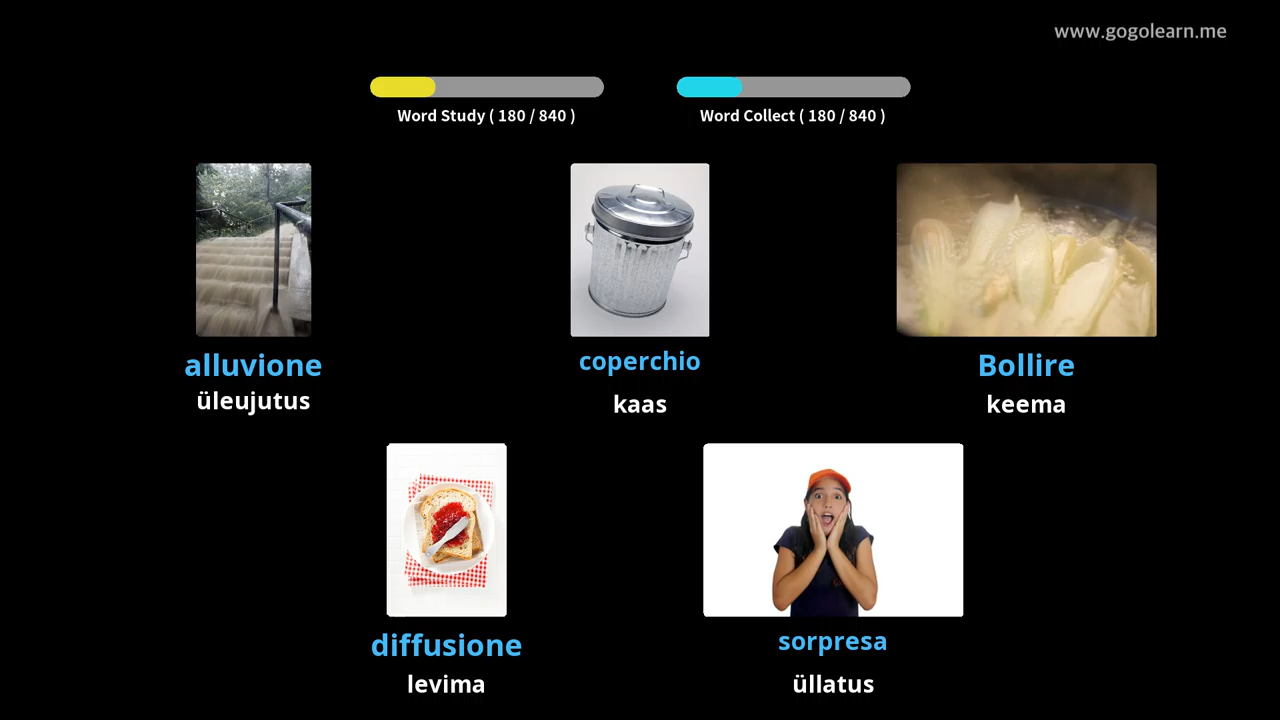 www.gogolearn.me
Word Study ( 180 / 840 )
Word Collect ( 180 / 840 )
alluvione
üleujutus
coperchio
kaas
Bollire
keema
diffusione
levima
sorpresa
üllatus